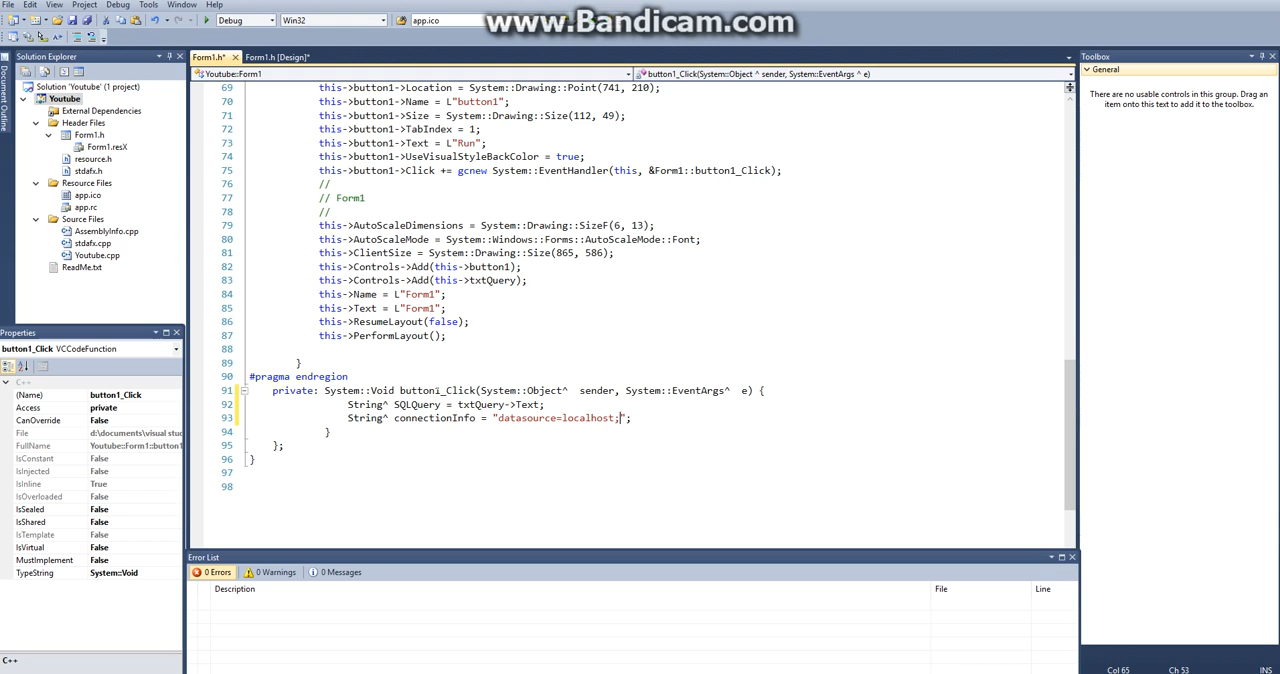 File Edit View Project Debug Tools Window Help
www.Bandicam.com
Debug Win32 app.ico
Solution Explorer
Form1.h* Form1.h [Design]*
Toolbox
Youtube::Form1 button1_Click(System::Object ^ sender, System::EventArgs ^ e)
General
There are no usable controls in this group. Drag an
item onto this text to add it to the toolbox.
Document Outline
Solution 'Youtube' (1 project)
Youtube
External Dependencies
Header Files
Form1.h
Form1.resX
resource.h
stdafx.h
Resource Files
app.ico
app.rc
Source Files
AssemblyInfo.cpp
stdafx.cpp
Youtube.cpp
ReadMe.txt
69 this->button1->Location = System::Drawing::Point(741, 210);
70 this->button1->Name = L"button1";
71 this->button1->Size = System::Drawing::Size(112, 49);
72 this->button1->TabIndex = 1;
73 this->button1->Text = L"Run";
74 this->button1->UseVisualStyleBackColor = true;
75 this->button1->Click += gcnew System::EventHandler(this, &Form1::button1_Click);
76 //
77 // Form1
78 //
79 this->AutoScaleDimensions = System::Drawing::SizeF(6, 13);
80 this->AutoScaleMode = System::Windows::Forms::AutoScaleMode::Font;
81 this->ClientSize = System::Drawing::Size(865, 586);
82 this->Controls->Add(this->button1);
83 this->Controls->Add(this->txtQuery);
84 this->Name = L"Form1";
85 this->Text = L"Form1";
86 this->ResumeLayout(false);
87 this->PerformLayout();
88
89 }
90 #pragma endregion
91 private: System::Void button1_Click(System::Object^ sender, System::EventArgs^ e) {
92 String^ SQLQuery = txtQuery->Text;
93 String^ connectionInfo = "datasource=localhost;";
94 }
95 };
96 }
97
98
Properties
button1_Click VCCodeFunction
C++
(Name) button1_Click
Access private
CanOverride False
File d:\documents\visual stud
FullName Youtube::Form1::button1
IsConstant False
IsInjected False
IsInline True
IsOverloaded False
IsSealed False
IsShared False
IsTemplate False
IsVirtual False
MustImplement False
TypeString System::Void
C++
Error List
0 Errors 0 Warnings 0 Messages
Description File Line
Col 65 Ch 53 INS